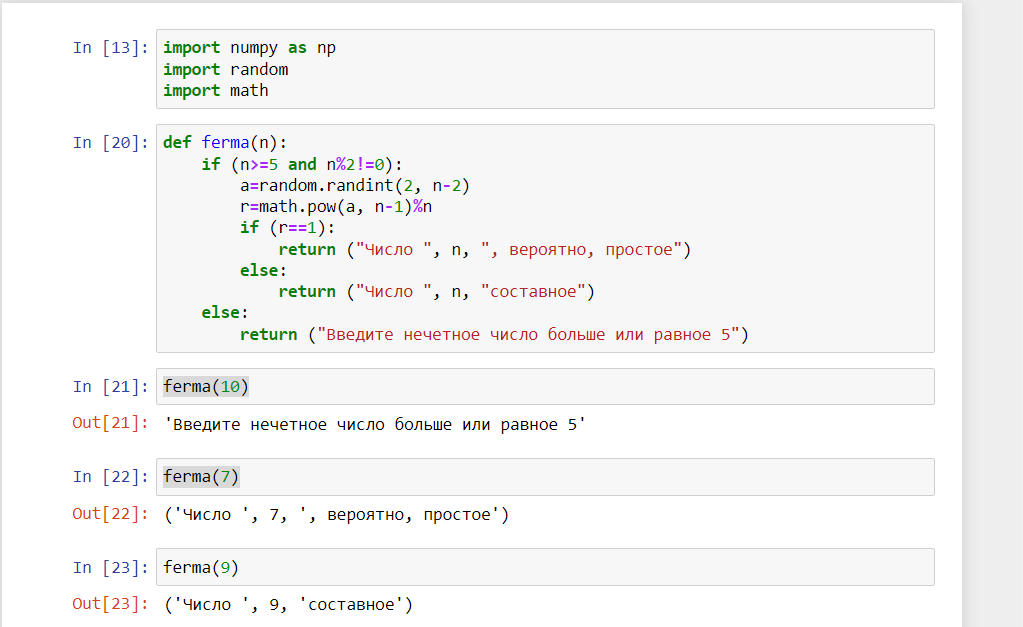 In [13]: import numpy as np
import random
import math
In [20]: def ferma(n):
    if (n>=5 and n%2!=0):
        a=random.randint(2, n-2)
        r=math.pow(a, n-1)%n
        if (r==1):
            return ("Число ", n, ", вероятно, простое")
        else:
            return ("Число ", n, "составное")
    else:
        return ("Введите нечетное число больше или равное 5")
In [21]: ferma(10)
Out[21]: 'Введите нечетное число больше или равное 5'
In [22]: ferma(7)
Out[22]: ('Число ', 7, ', вероятно, простое')
In [23]: ferma(9)
Out[23]: ('Число ', 9, 'составное')